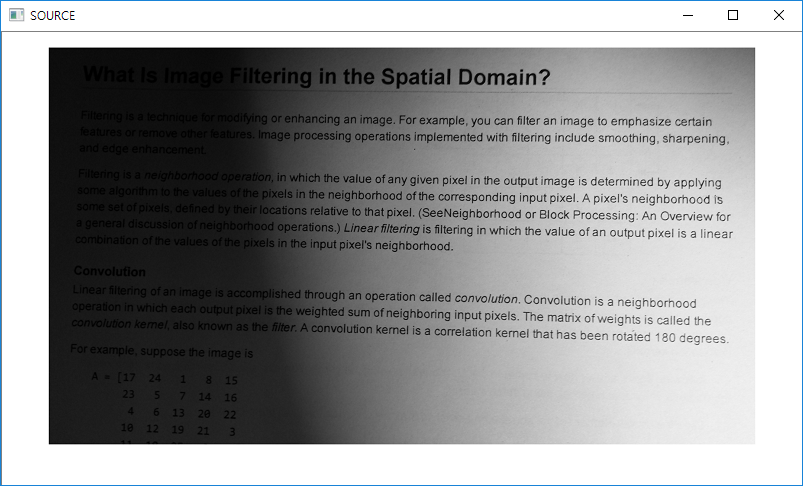 SOURCE
What Is Image Filtering in the Spatial Domain?
Filtering is a technique for modifying or enhancing an image. For example, you can filter an image to emphasize certain
features or remove other features. Image processing operations implemented with filtering include smoothing, sharpening,
and edge enhancement.
Filtering is a neighborhood operation, in which the value of any given pixel in the output image is determined by applying
some algorithm to the values of the pixels in the neighborhood of the corresponding input pixel. A pixel's neighborhood is
some set of pixels, defined by their locations relative to that pixel. (SeeNeighborhood or Block Processing: An Overview for
a general discussion of neighborhood operations.) Linear filtering is filtering in which the value of an output pixel is a linear
combination of the values of the pixels in the input pixel's neighborhood.
Convolution
Linear filtering of an image is accomplished through an operation called convolution. Convolution is a neighborhood
operation in which each output pixel is the weighted sum of neighboring input pixels. The matrix of weights is called the
convolution kernel, also known as the filter. A convolution kernel is a correlation kernel that has been rotated 180 degrees.
For example, suppose the image is
A = [17 24 1 8 15
23 5 7 14 16
4 6 13 20 22
10 12 19 21 3